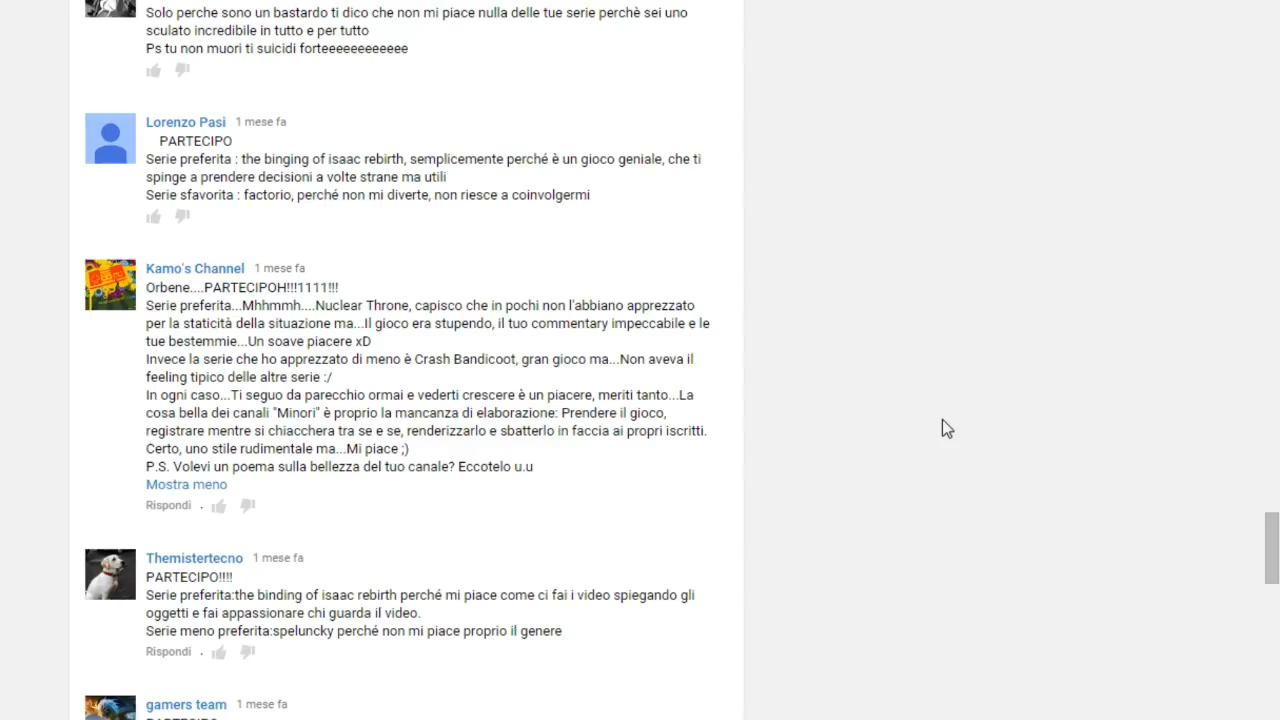 Solo perche sono un bastardo ti dico che non mi piace nulla delle tue serie perchè sei uno
sculato incredibile in tutto e per tutto
Ps tu non muori ti suicidi forteeeeeeeeeeee
Lorenzo Pasi 1 mese fa
PARTECIPO
Serie preferita : the binging of isaac rebirth, semplicemente perché è un gioco geniale, che ti
spinge a prendere decisioni a volte strane ma utili
Serie sfavorita : factorio, perché non mi diverte, non riesce a coinvolgermi
Kamo's Channel 1 mese fa
Orbene....PARTECIPOH!!!1111!!!
Serie preferita...Mhhmmh....Nuclear Throne, capisco che in pochi non l'abbiano apprezzato
per la staticità della situazione ma...Il gioco era stupendo, il tuo commentary impeccabile e le
tue bestemmie...Un soave piacere xD
Invece la serie che ho apprezzato di meno è Crash Bandicoot, gran gioco ma...Non aveva il
feeling tipico delle altre serie :/
In ogni caso...Ti seguo da parecchio ormai e vederti crescere è un piacere, meriti tanto...La
cosa bella dei canali "Minori" è proprio la mancanza di elaborazione: Prendere il gioco,
registrare mentre si chiacchera tra se e se, renderizzarlo e sbatterlo in faccia ai propri iscritti.
Certo, uno stile rudimentale ma...Mi piace ;)
P.S. Volevi un poema sulla bellezza del tuo canale? Eccotelo u.u
Mostra meno
Rispondi .
Themistertecno 1 mese fa
PARTECIPO!!!!
Serie preferita:the binding of isaac rebirth perché mi piace come ci fai i video spiegando gli
oggetti e fai appassionare chi guarda il video.
Serie meno preferita:speluncky perché non mi piace proprio il genere
Rispondi .
gamers team 1 mese fa
PARTECIPO